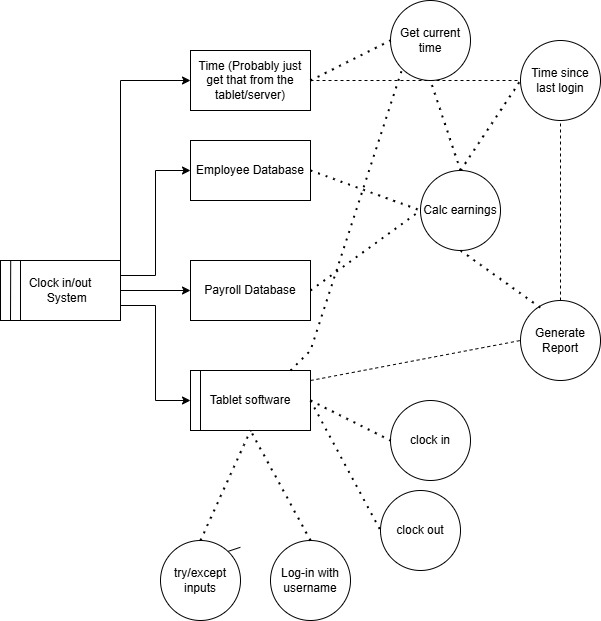 Get current
time
Time (Probably just
get that from the
tablet/server)
Time since
last login
Employee Database
Calc earnings
Clock in/out
System
Payroll Database
Generate
Report
Tablet software
clock in
clock out
try/except
inputs
Log-in with
username